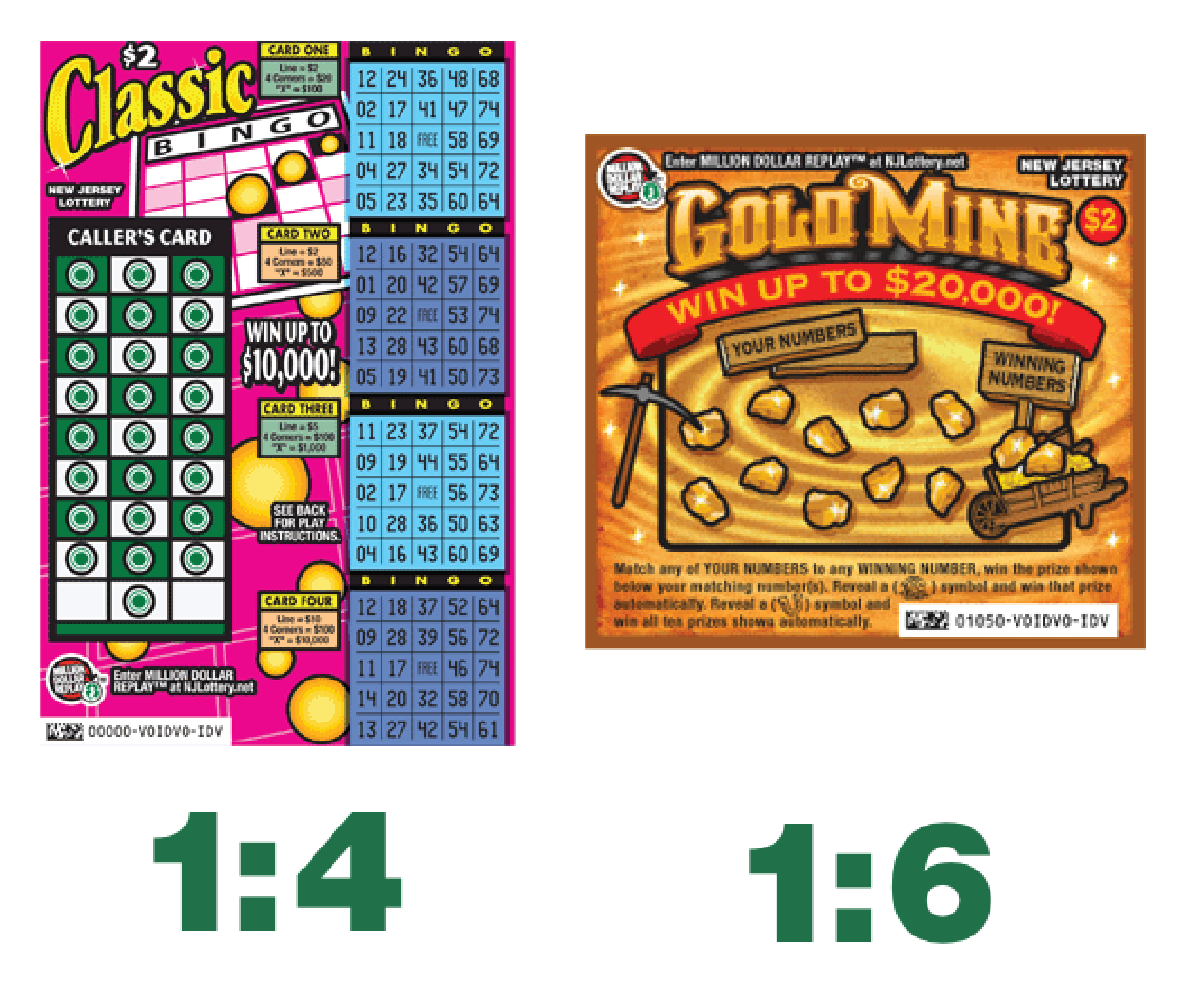 $2
Classic
BINGO
NEW JERSEY
LOTTERY
CALLER'S CARD
WIN UP TO
$10,000!
SEE BACK
FOR PLAY
INSTRUCTIONS.
MILLION
DOLLAR
REPLAY
Enter MILLION DOLLAR
REPLAY™ at NJLottery.net
00000-VOIDV0-IDV
CARD ONE
Line = $2
4 Corners = $20
"X" = $100
B I N G O
12 24 36 48 68
02 17 41 47 74
11 18 FREE 58 69
04 27 34 54 72
05 23 35 60 64
CARD TWO
Line = $2
4 Corners = $50
"X" = $500
B I N G O
12 16 32 54 64
01 20 42 57 69
09 22 FREE 53 74
13 28 43 60 68
05 19 41 50 73
CARD THREE
Line = $5
4 Corners = $100
"X" = $1,000
B I N G O
11 23 37 54 72
09 19 44 55 64
02 17 FREE 56 73
10 28 36 50 63
04 16 43 60 69
CARD FOUR
Line = $10
4 Corners = $100
"X" = $10,000
B I N G O
12 18 37 52 64
09 28 39 56 72
11 17 FREE 46 74
14 20 32 58 70
13 27 42 54 61
1:4
MILLION
DOLLAR
REPLAY
Enter MILLION DOLLAR REPLAY™ at NJLottery.net
NEW JERSEY
LOTTERY
GOLD MINE
$2
WIN UP TO $20,000!
YOUR NUMBERS
WINNING
NUMBERS
Match any of YOUR NUMBERS to any WINNING NUMBER, win the prize shown
below your matching number(s). Reveal a ( ) symbol and win that prize
automatically. Reveal a ( ) symbol and
win all ten prizes shown automatically.
01050-VOIDV0-IDV
1:6